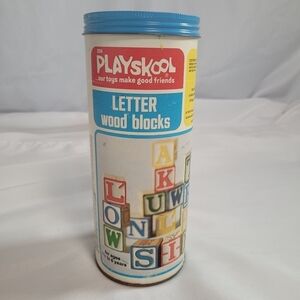 PLAYSKOOL
our toys make good friends
LETTER
wood blocks
A
K
L U W
O N L
W S I